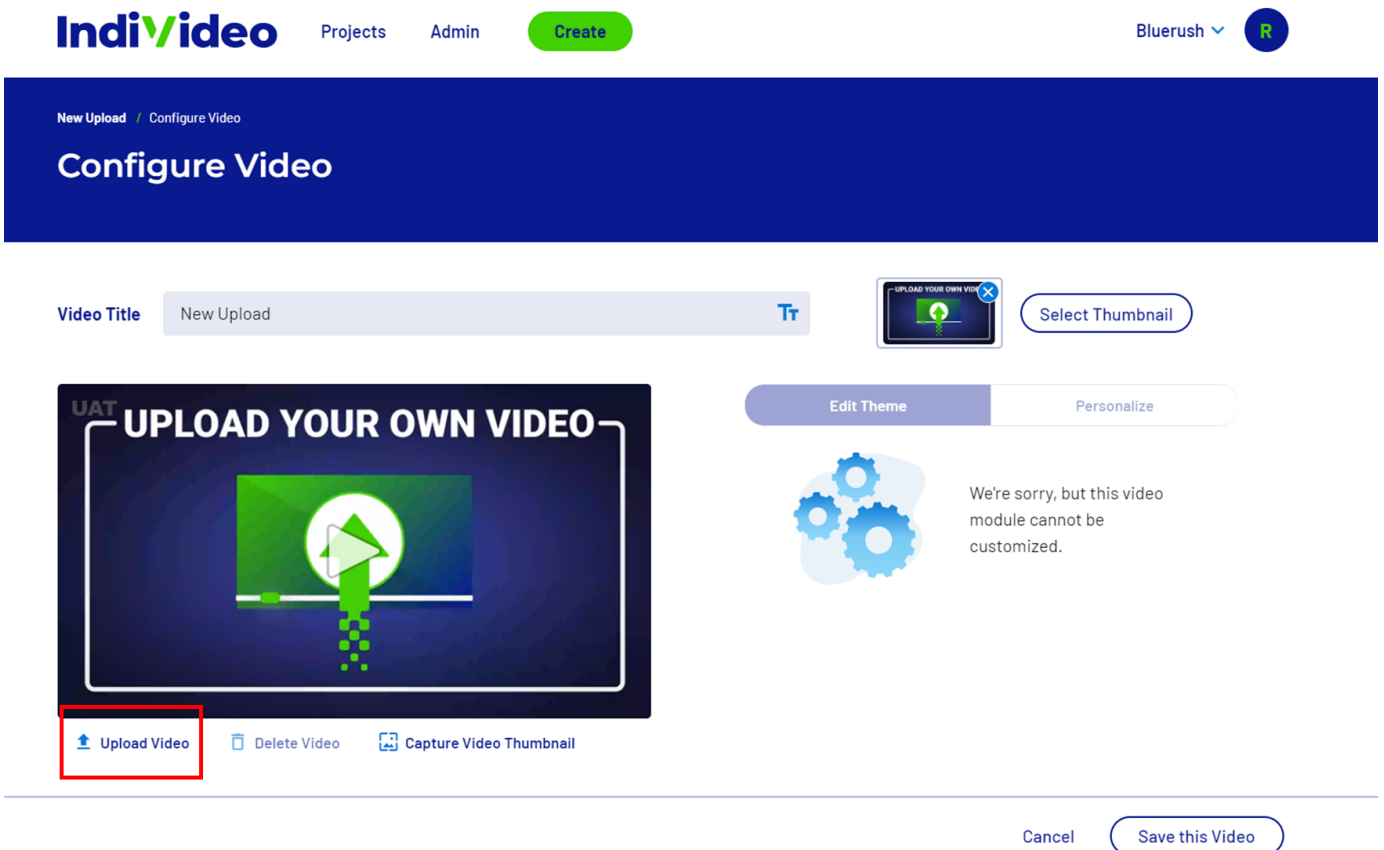 IndiVideo Projects Admin Create Bluerush R
New Upload / Configure Video
Configure Video
Video Title New Upload Tт UPLOAD YOUR OWN VIDE Select Thumbnail
UAT
UPLOAD YOUR OWN VIDEO
Edit Theme Personalize
We're sorry, but this video
module cannot be
customized.
Upload Video Delete Video Capture Video Thumbnail
Cancel Save this Video